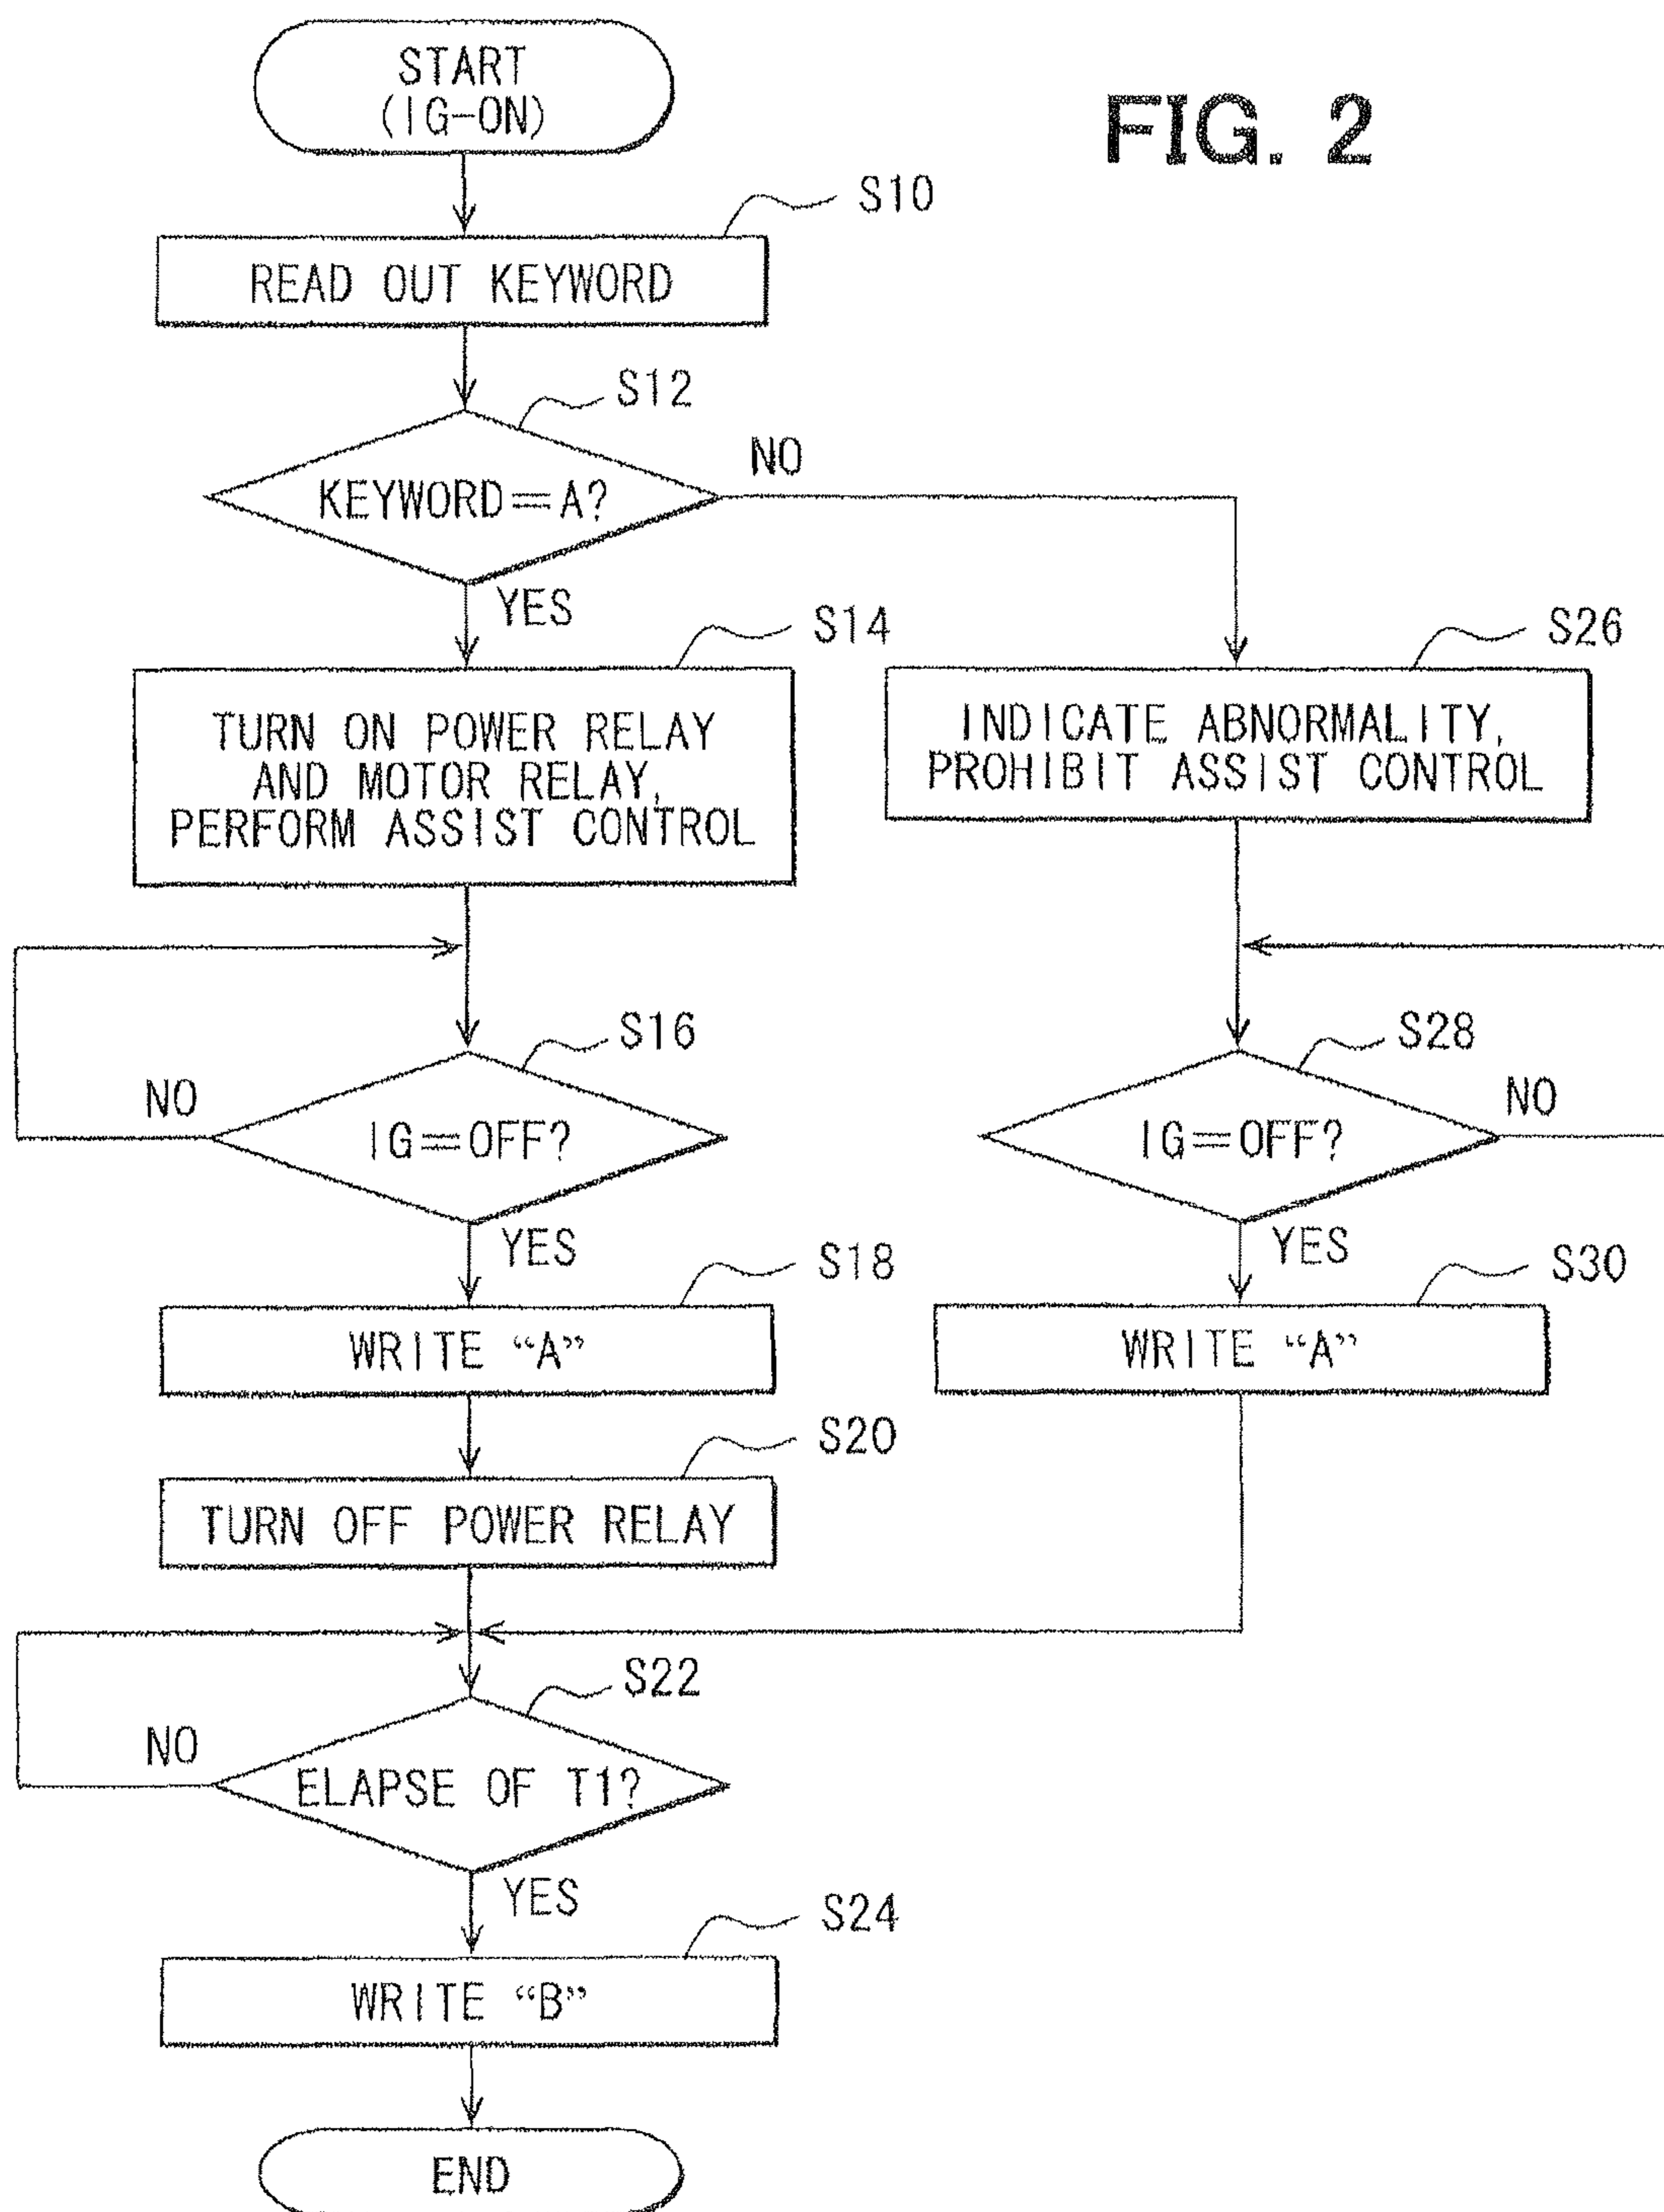 START
(IG-ON)
FIG. 2
S10
READ OUT KEYWORD
S12
KEYWORD=A?
NO
YES
S14
TURN ON POWER RELAY
AND MOTOR RELAY,
PERFORM ASSIST CONTROL
S26
INDICATE ABNORMALITY,
PROHIBIT ASSIST CONTROL
S16
NO
IG=OFF?
YES
S28
NO
IG=OFF?
YES
S18
WRITE “A”
S30
WRITE “A”
S20
TURN OFF POWER RELAY
S22
NO
ELAPSE OF T1?
YES
S24
WRITE “B”
END